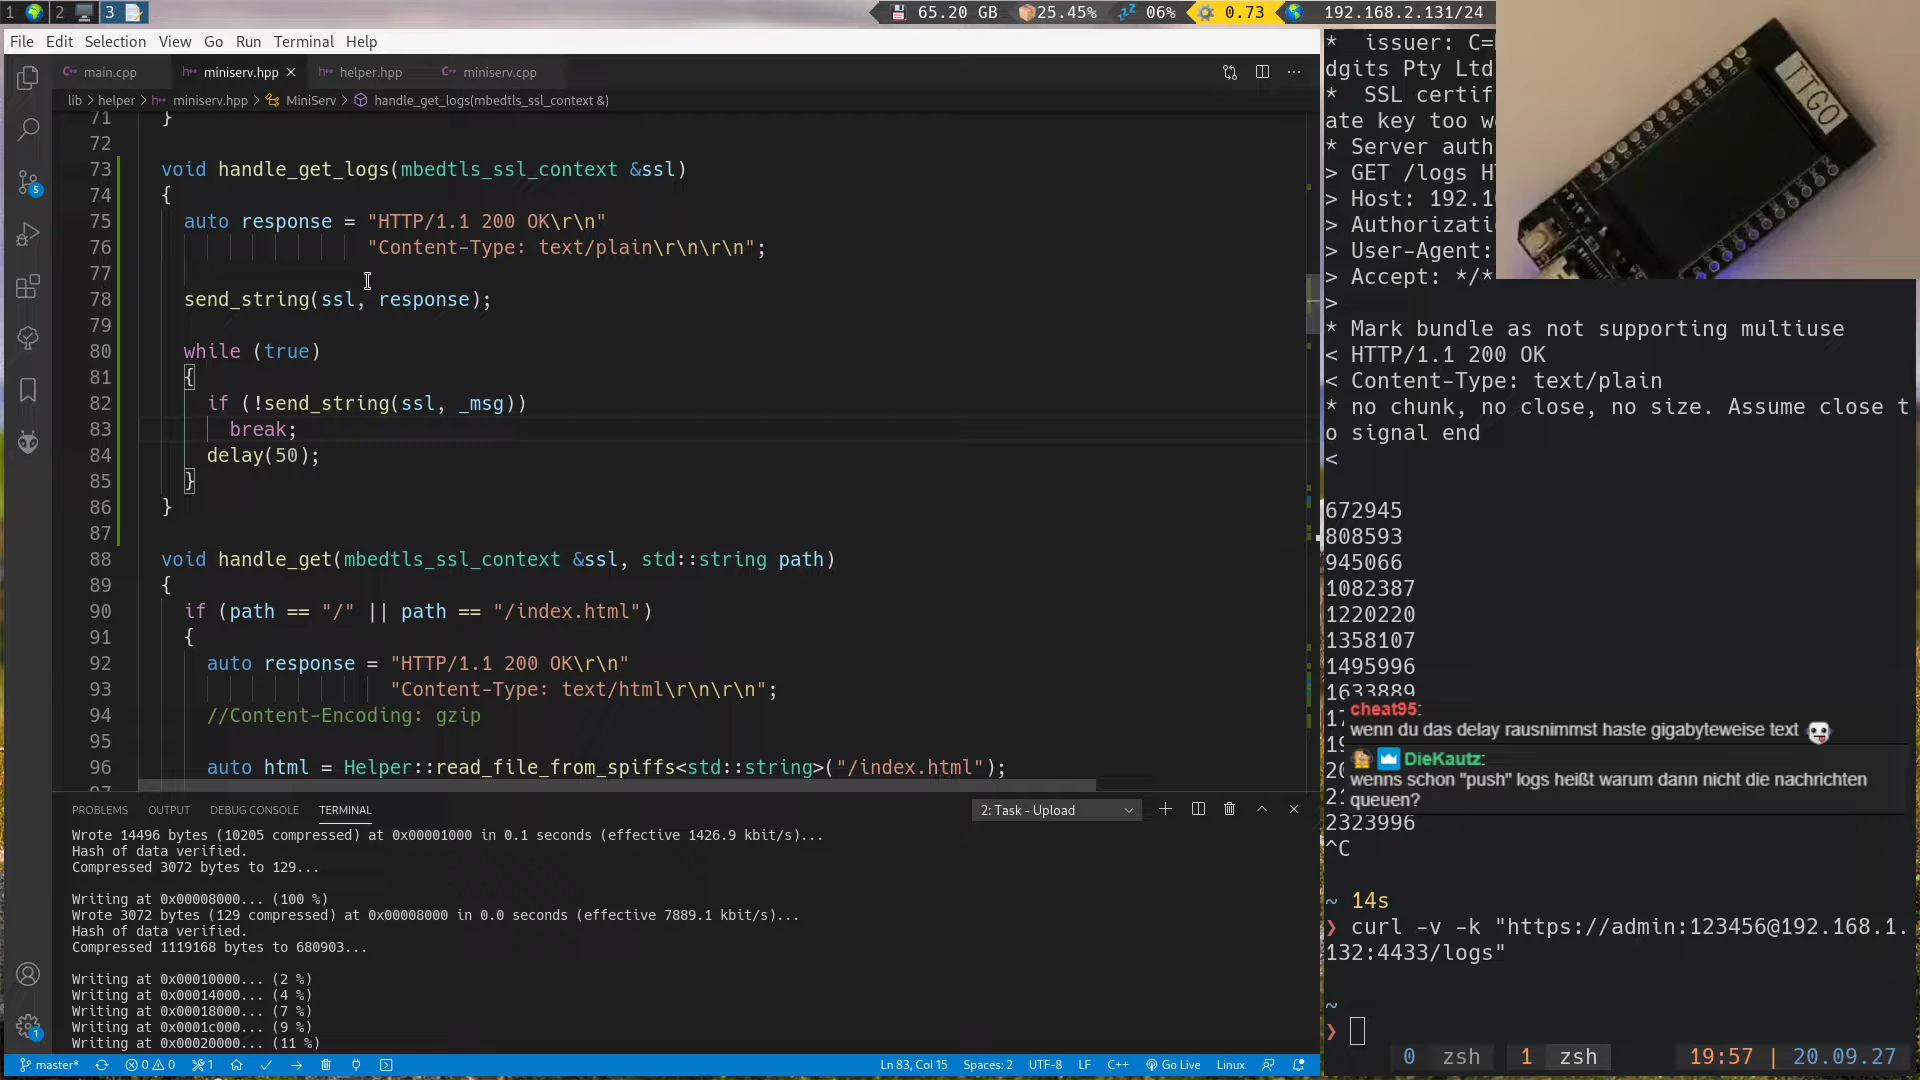 1 2 3 65.20 GB 25.45% 06% 0.73 192.168.2.131/24
File Edit Selection View Go Run Terminal Help
main.cpp miniserv.hpp helper.hpp miniserv.cpp
lib > helper > miniserv.hpp > MiniServ > handle_get_logs(mbedtls_ssl_context &)
71 }
72
73 void handle_get_logs(mbedtls_ssl_context &ssl)
74 {
75 auto response = "HTTP/1.1 200 OK\r\n"
76 "Content-Type: text/plain\r\n\r\n";
77
78 send_string(ssl, response);
79
80 while (true)
81 {
82 if (!send_string(ssl, _msg))
83 break;
84 delay(50);
85 }
86 }
87
88 void handle_get(mbedtls_ssl_context &ssl, std::string path)
89 {
90 if (path == "/" || path == "/index.html")
91 {
92 auto response = "HTTP/1.1 200 OK\r\n"
93 "Content-Type: text/html\r\n\r\n";
94 //Content-Encoding: gzip
95
96 auto html = Helper::read_file_from_spiffs<std::string>("/index.html");
5
1
PROBLEMS OUTPUT DEBUG CONSOLE TERMINAL 2: Task - Upload
Wrote 14496 bytes (10205 compressed) at 0x00001000 in 0.1 seconds (effective 1426.9 kbit/s)...
Hash of data verified.
Compressed 3072 bytes to 129...
Writing at 0x00008000... (100 %)
Wrote 3072 bytes (129 compressed) at 0x00008000 in 0.0 seconds (effective 7889.1 kbit/s)...
Hash of data verified.
Compressed 1119168 bytes to 680903...
Writing at 0x00010000... (2 %)
Writing at 0x00014000... (4 %)
Writing at 0x00018000... (7 %)
Writing at 0x0001c000... (9 %)
Writing at 0x00020000... (11 %)
master* 0 0 1 Ln 83, Col 15 Spaces: 2 UTF-8 LF C++ Go Live Linux
* issuer: C=
dgits Pty Ltd
* SSL certif
ate key too w
* Server auth
> GET /logs H
> Host: 192.1
> Authorizati
> User-Agent:
> Accept: */*
>
* Mark bundle as not supporting multiuse
< HTTP/1.1 200 OK
< Content-Type: text/plain
* no chunk, no close, no size. Assume close t
o signal end
<
672945
808593
945066
1082387
1220220
1358107
1495996
1633889
cheat95:
wenn du das delay rausnimmst haste gigabyteweise text
DieKautz:
wenns schon "push" logs heißt warum dann nicht die nachrichten
queuen?
2323996
^C
~ 14s
❯ curl -v -k "https://admin:123456@192.168.1.
132:4433/logs"
~
❯
0 zsh 1 zsh 19:57 | 20.09.27
TTGO